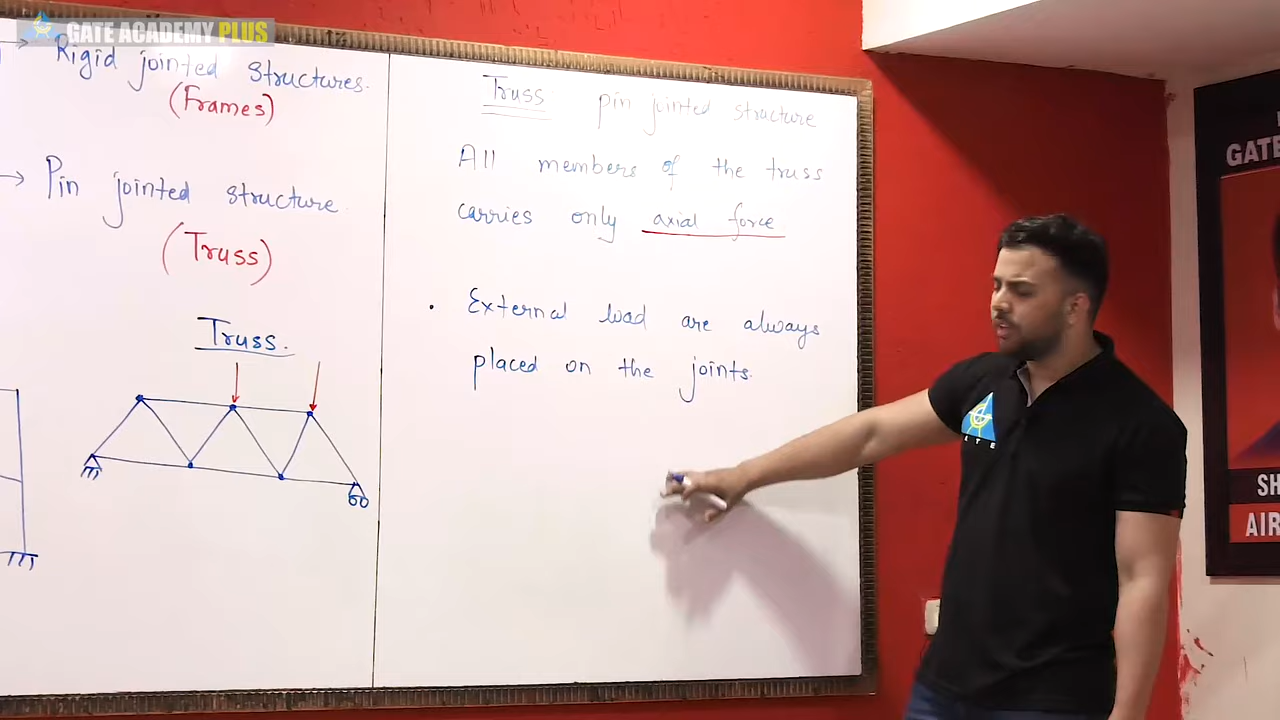 GATE ACADEMY PLUS
Rigid jointed structures.
(Frames)
Pin jointed structure
(Truss)
Truss.
Truss pin jointed structure
All members of the truss
carries only axial force
• External load are always
placed on the joints.
GATE
SH
AIR